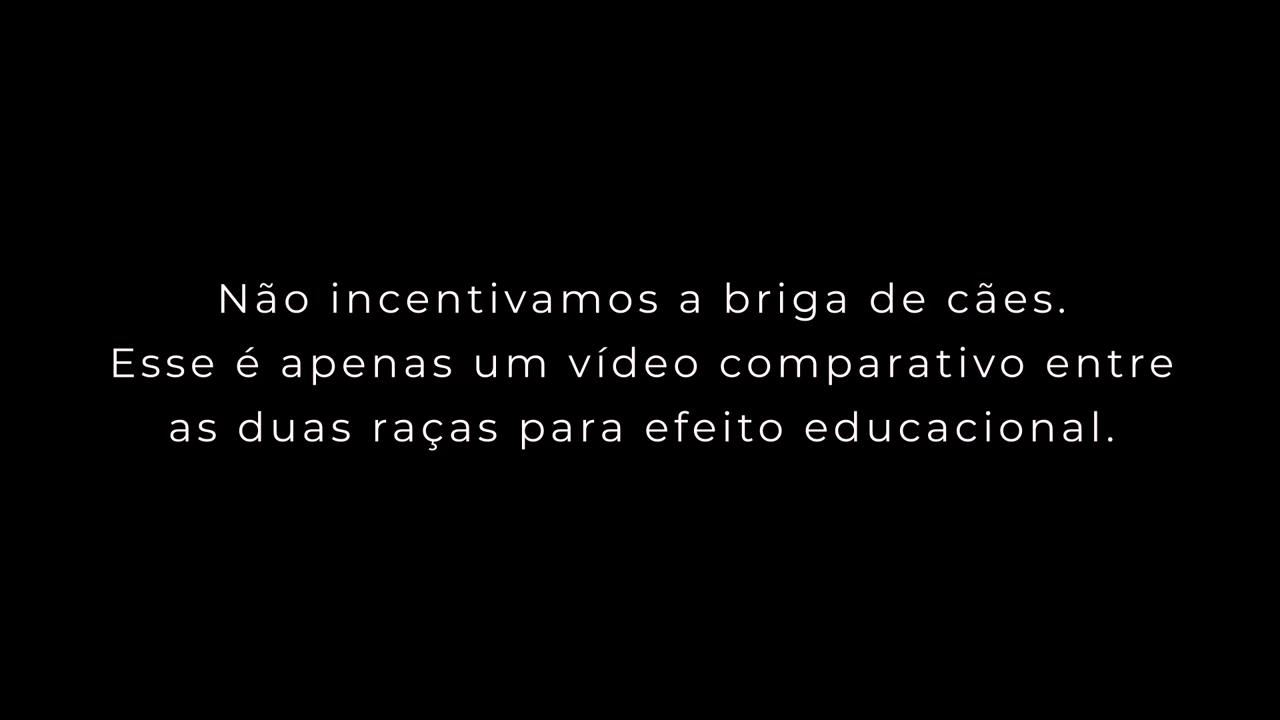 Não incentivamos a briga de cães.
Esse é apenas um vídeo comparativo entre
as duas raças para efeito educacional.